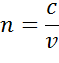 n = c/v